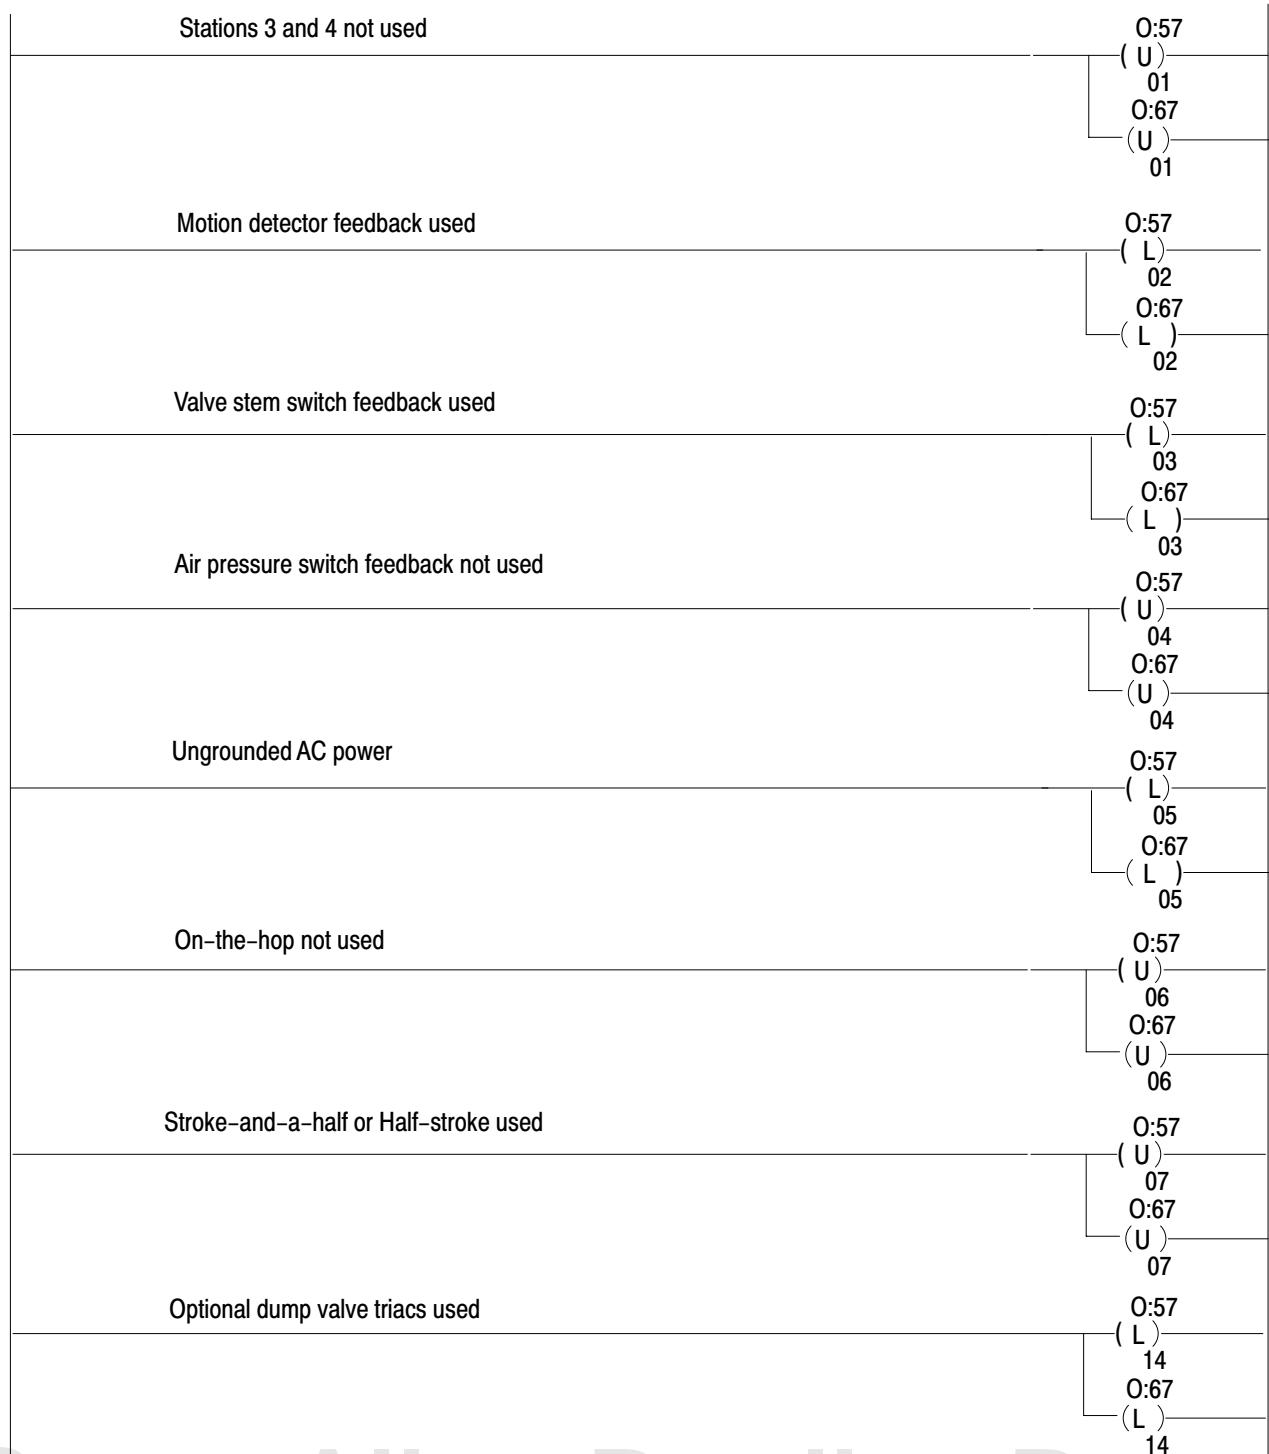 Stations 3 and 4 not used
O:57
( U )
01
O:67
( U )
01
Motion detector feedback used
O:57
( L )
02
O:67
( L )
02
Valve stem switch feedback used
O:57
( L )
03
O:67
( L )
03
Air pressure switch feedback not used
O:57
( U )
04
O:67
( U )
04
Ungrounded AC power
O:57
( L )
05
O:67
( L )
05
On-the-hop not used
O:57
( U )
06
O:67
( U )
06
Stroke-and-a-half or Half-stroke used
O:57
( U )
07
O:67
( U )
07
Optional dump valve triacs used
O:57
( L )
14
O:67
( L )
14